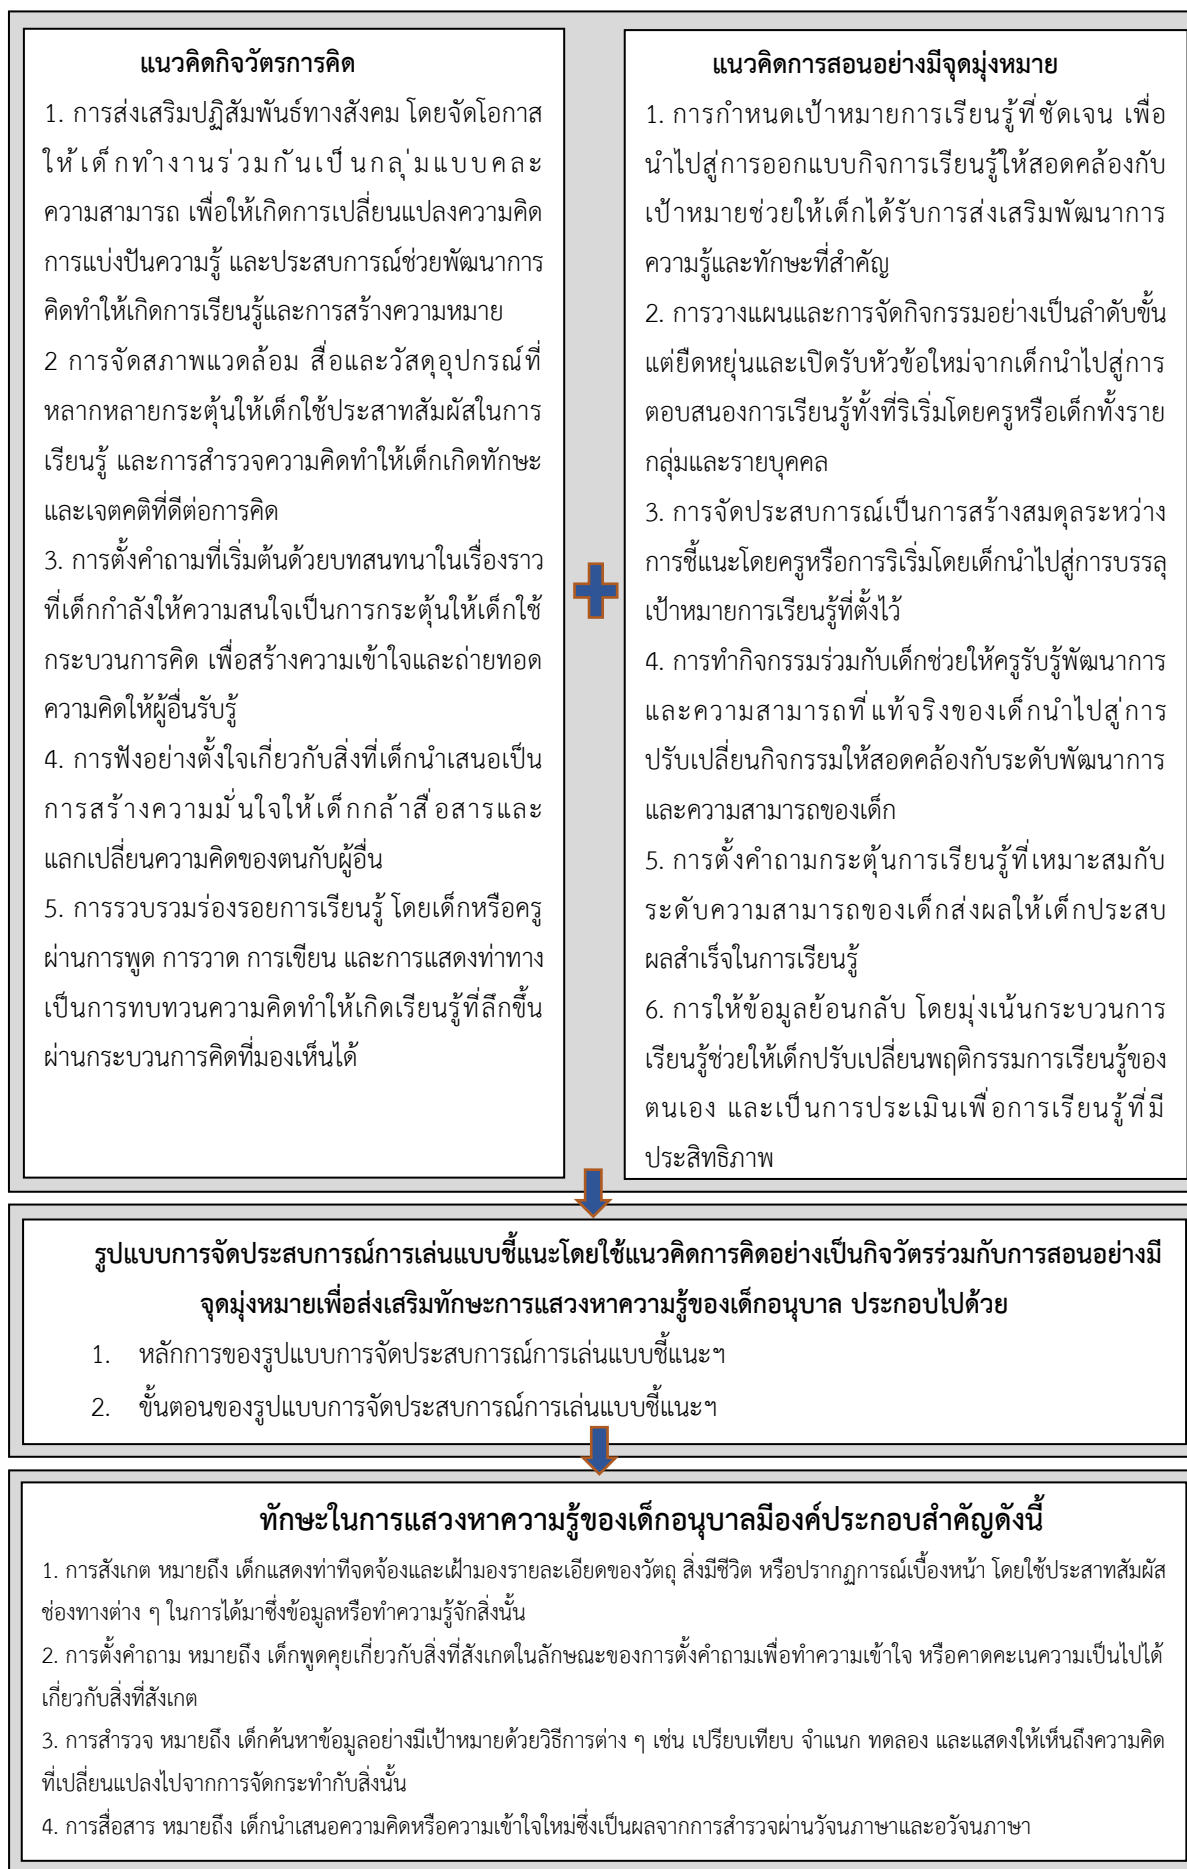 แนวคิดกิจวัตรการคิด
1. การส่งเสริมปฏิสัมพันธ์ทางสังคม โดยจัดโอกาส
ให้เด็กทำงานร่วมกันเป็นกลุ่มแบบคละ
ความสามารถ เพื่อให้เกิดการเปลี่ยนแปลงความคิด
การแบ่งปันความรู้ และประสบการณ์ช่วยพัฒนาการ
คิดทำให้เกิดการเรียนรู้และการสร้างความหมาย
2 การจัดสภาพแวดล้อม สื่อและวัสดุอุปกรณ์ที่
หลากหลายกระตุ้นให้เด็กใช้ประสาทสัมผัสในการ
เรียนรู้ และการสำรวจความคิดทำให้เด็กเกิดทักษะ
และเจตคติที่ดีต่อการคิด
3. การตั้งคำถามที่เริ่มต้นด้วยบทสนทนาในเรื่องราว
ที่เด็กกำลังให้ความสนใจเป็นการกระตุ้นให้เด็กใช้
กระบวนการคิด เพื่อสร้างความเข้าใจและถ่ายทอด
ความคิดให้ผู้อื่นรับรู้
4. การฟังอย่างตั้งใจเกี่ยวกับสิ่งที่เด็กนำเสนอเป็น
การสร้างความมั่นใจให้เด็กกล้าสื่อสารและ
แลกเปลี่ยนความคิดของตนกับผู้อื่น
5. การรวบรวมร่องรอยการเรียนรู้ โดยเด็กหรือครู
ผ่านการพูด การวาด การเขียน และการแสดงท่าทาง
เป็นการทบทวนความคิดทำให้เกิดเรียนรู้ที่ลึกขึ้น
ผ่านกระบวนการคิดที่มองเห็นได้
แนวคิดการสอนอย่างมีจุดมุ่งหมาย
1. การกำหนดเป้าหมายการเรียนรู้ที่ชัดเจน เพื่อ
นำไปสู่การออกแบบกิจการเรียนรู้ให้สอดคล้องกับ
เป้าหมายช่วยให้เด็กได้รับการส่งเสริมพัฒนาการ
ความรู้และทักษะที่สำคัญ
2. การวางแผนและการจัดกิจกรรมอย่างเป็นลำดับขั้น
แต่ยืดหยุ่นและเปิดรับหัวข้อใหม่จากเด็กนำไปสู่การ
ตอบสนองการเรียนรู้ทั้งที่ริเริ่มโดยครูหรือเด็กทั้งราย
กลุ่มและรายบุคคล
3. การจัดประสบการณ์เป็นการสร้างสมดุลระหว่าง
การชี้แนะโดยครูหรือการริเริ่มโดยเด็กนำไปสู่การบรรลุ
เป้าหมายการเรียนรู้ที่ตั้งไว้
4. การทำกิจกรรมร่วมกับเด็กช่วยให้ครูรับรู้พัฒนาการ
และความสามารถที่แท้จริงของเด็กนำไปสู่การ
ปรับเปลี่ยนกิจกรรมให้สอดคล้องกับระดับพัฒนาการ
และความสามารถของเด็ก
5. การตั้งคำถามกระตุ้นการเรียนรู้ที่เหมาะสมกับ
ระดับความสามารถของเด็กส่งผลให้เด็กประสบ
ผลสำเร็จในการเรียนรู้
6. การให้ข้อมูลย้อนกลับ โดยมุ่งเน้นกระบวนการ
เรียนรู้ช่วยให้เด็กปรับเปลี่ยนพฤติกรรมการเรียนรู้ของ
ตนเอง และเป็นการประเมินเพื่อการเรียนรู้ที่มี
ประสิทธิภาพ
รูปแบบการจัดประสบการณ์การเล่นแบบชี้แนะโดยใช้แนวคิดการคิดอย่างเป็นกิจวัตรร่วมกับการสอนอย่างมี
จุดมุ่งหมายเพื่อส่งเสริมทักษะการแสวงหาความรู้ของเด็กอนุบาล ประกอบไปด้วย
1. หลักการของรูปแบบการจัดประสบการณ์การเล่นแบบชี้แนะฯ
2. ขั้นตอนของรูปแบบการจัดประสบการณ์การเล่นแบบชี้แนะฯ
ทักษะในการแสวงหาความรู้ของเด็กอนุบาลมีองค์ประกอบสำคัญดังนี้
1. การสังเกต หมายถึง เด็กแสดงท่าทีจดจ้องและเฝ้ามองรายละเอียดของวัตถุ สิ่งมีชีวิต หรือปรากฏการณ์เบื้องหน้า โดยใช้ประสาทสัมผัส
ช่องทางต่าง ๆ ในการได้มาซึ่งข้อมูลหรือทำความรู้จักสิ่งนั้น
2. การตั้งคำถาม หมายถึง เด็กพูดคุยเกี่ยวกับสิ่งที่สังเกตในลักษณะของการตั้งคำถามเพื่อทำความเข้าใจ หรือคาดคะเนความเป็นไปได้
เกี่ยวกับสิ่งที่สังเกต
3. การสำรวจ หมายถึง เด็กค้นหาข้อมูลอย่างมีเป้าหมายด้วยวิธีการต่าง ๆ เช่น เปรียบเทียบ จำแนก ทดลอง และแสดงให้เห็นถึงความคิด
ที่เปลี่ยนแปลงไปจากการจัดกระทำกับสิ่งนั้น
4. การสื่อสาร หมายถึง เด็กนำเสนอความคิดหรือความเข้าใจใหม่ซึ่งเป็นผลจากการสำรวจผ่านวัจนภาษาและอวัจนภาษา